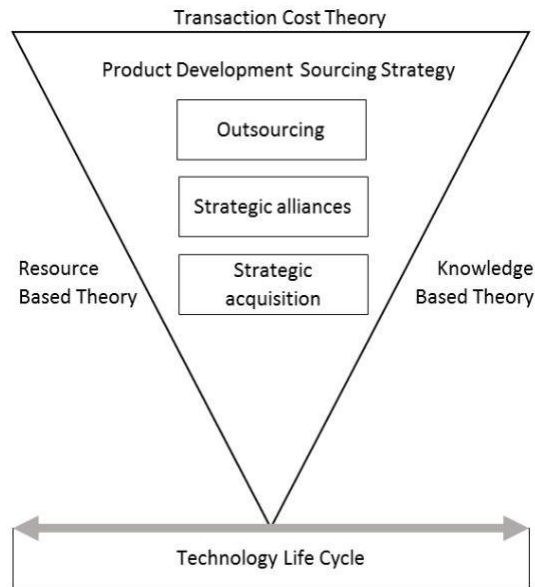 Transaction Cost Theory
Product Development Sourcing Strategy
Outsourcing
Strategic alliances
Strategic
acquisition
Resource
Based Theory
Knowledge
Based Theory
Technology Life Cycle